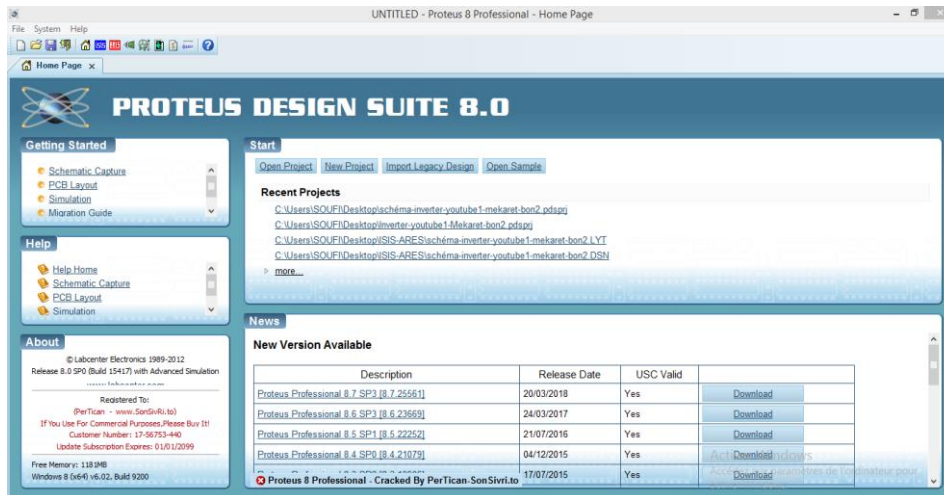 UNTITLED - Proteus 8 Professional - Home Page
File System Help
Home Page x
PROTEUS DESIGN SUITE 8.0
Getting Started
Schematic Capture
PCB Layout
Simulation
Migration Guide
Help
Help Home
Schematic Capture
PCB Layout
Simulation
About
© Labcenter Electronics 1989-2012
Release 8.0 SP0 (Build 15417) with Advanced Simulation
Registered To:
(PerTican - www.SonSivRi.to)
If You Use For Commercial Purposes,Please Buy It!
Customer Number: 17-56753-440
Update Subscription Expires: 01/01/2099
Free Memory: 1181MB
Windows 8 (x64) v6.02, Build 9200
Start
Open Project New Project Import Legacy Design Open Sample
Recent Projects
C:\Users\SOUFI\Desktop\schéma-inverter-youtube1-mekaret-bon2.pdsprj
C:\Users\SOUFI\Desktop\Inverter-youtube1-Mekaret-bon2.pdsprj
C:\Users\SOUFI\Desktop\ISIS-ARES\schéma-inverter-youtube1-mekaret-bon2.LYT
C:\Users\SOUFI\Desktop\ISIS-ARES\schéma-inverter-youtube1-mekaret-bon2.DSN
more...
News
New Version Available
Description Release Date USC Valid
Proteus Professional 8.7 SP3 [8.7.25561] 20/03/2018 Yes Download
Proteus Professional 8.6 SP3 [8.6.23669] 24/03/2017 Yes Download
Proteus Professional 8.5 SP1 [8.5.22252] 21/07/2016 Yes Download
Proteus Professional 8.4 SP0 [8.4.21079] 04/12/2015 Yes Download
17/07/2015 Yes Download
Proteus 8 Professional - Cracked By PerTican-SonSivri.to